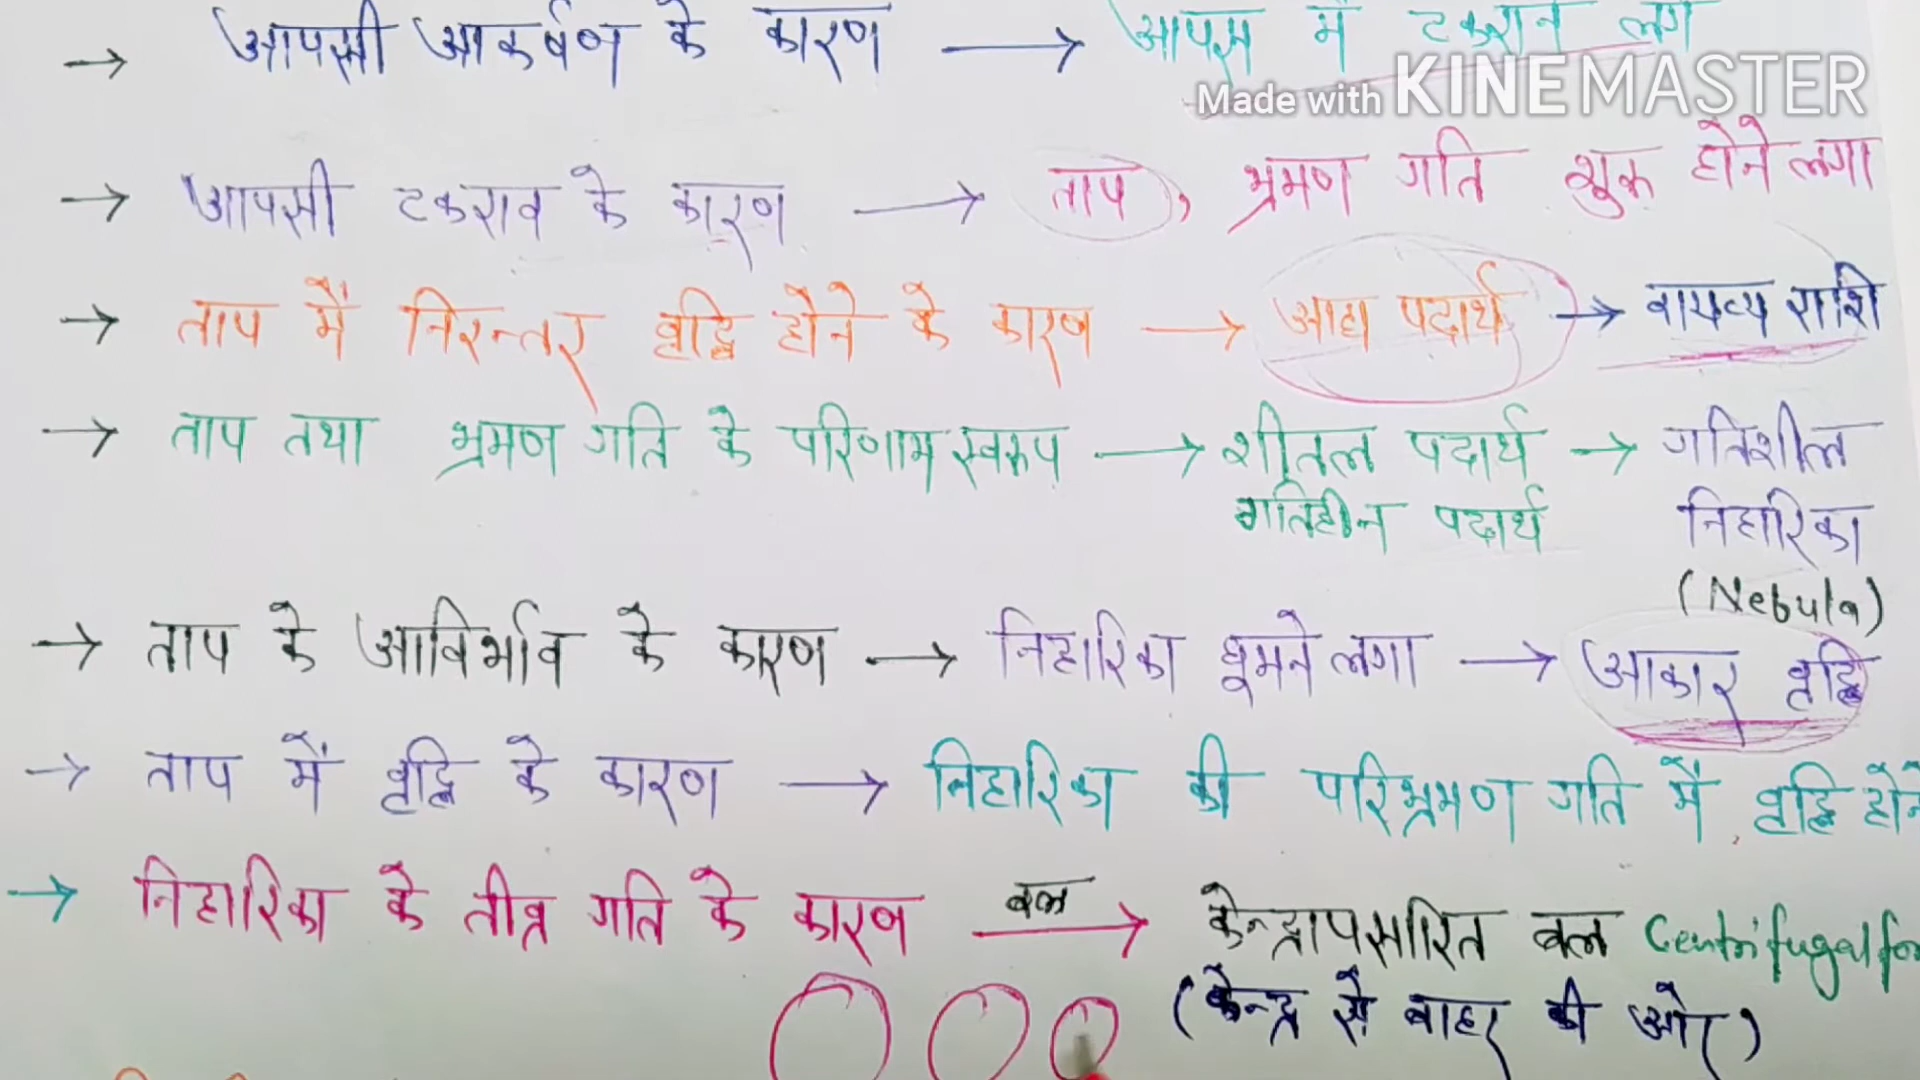 → आपसी आकर्षण के कारण → आपस में टकराने लगे
Made with KINEMASTER
→ आपसी टकराव के कारण → ताप, भ्रमण गति शुरू होने लगा
→ ताप में निरन्तर वृद्धि होने के कारण → आद्य पदार्थ → वायव्य राशि
→ ताप तथा भ्रमण गति के परिणाम स्वरूप → शीतल पदार्थ → गतिशील
गतिहीन पदार्थ निहारिका
(Nebula)
→ ताप के आविर्भाव के कारण → निहारिका घूमने लगा → आकार वृद्धि
→ ताप में वृद्धि के कारण → निहारिका की परिभ्रमण गति में वृद्धि होने
→ निहारिका के तीव्र गति के कारण बल → केन्द्रापसारित बल Centrifugal for
(केन्द्र से बाहर की ओर)